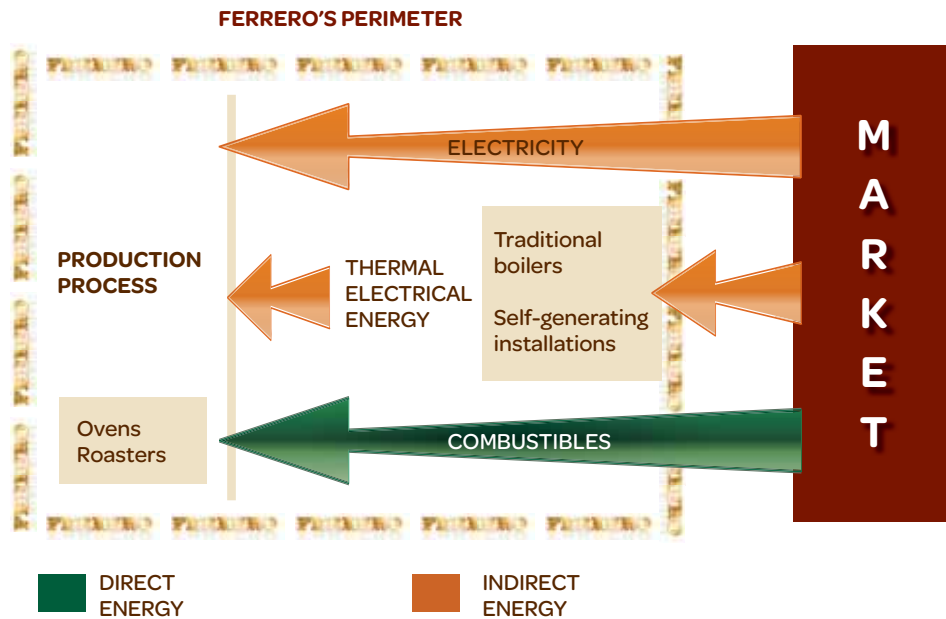 FERRERO'S PERIMETER
ELECTRICITY
MARKET
Traditional
boilers
Self-generating
installations
PRODUCTION
PROCESS
THERMAL
ELECTRICAL
ENERGY
Ovens
Roasters
COMBUSTIBLES
DIRECT
ENERGY
INDIRECT
ENERGY